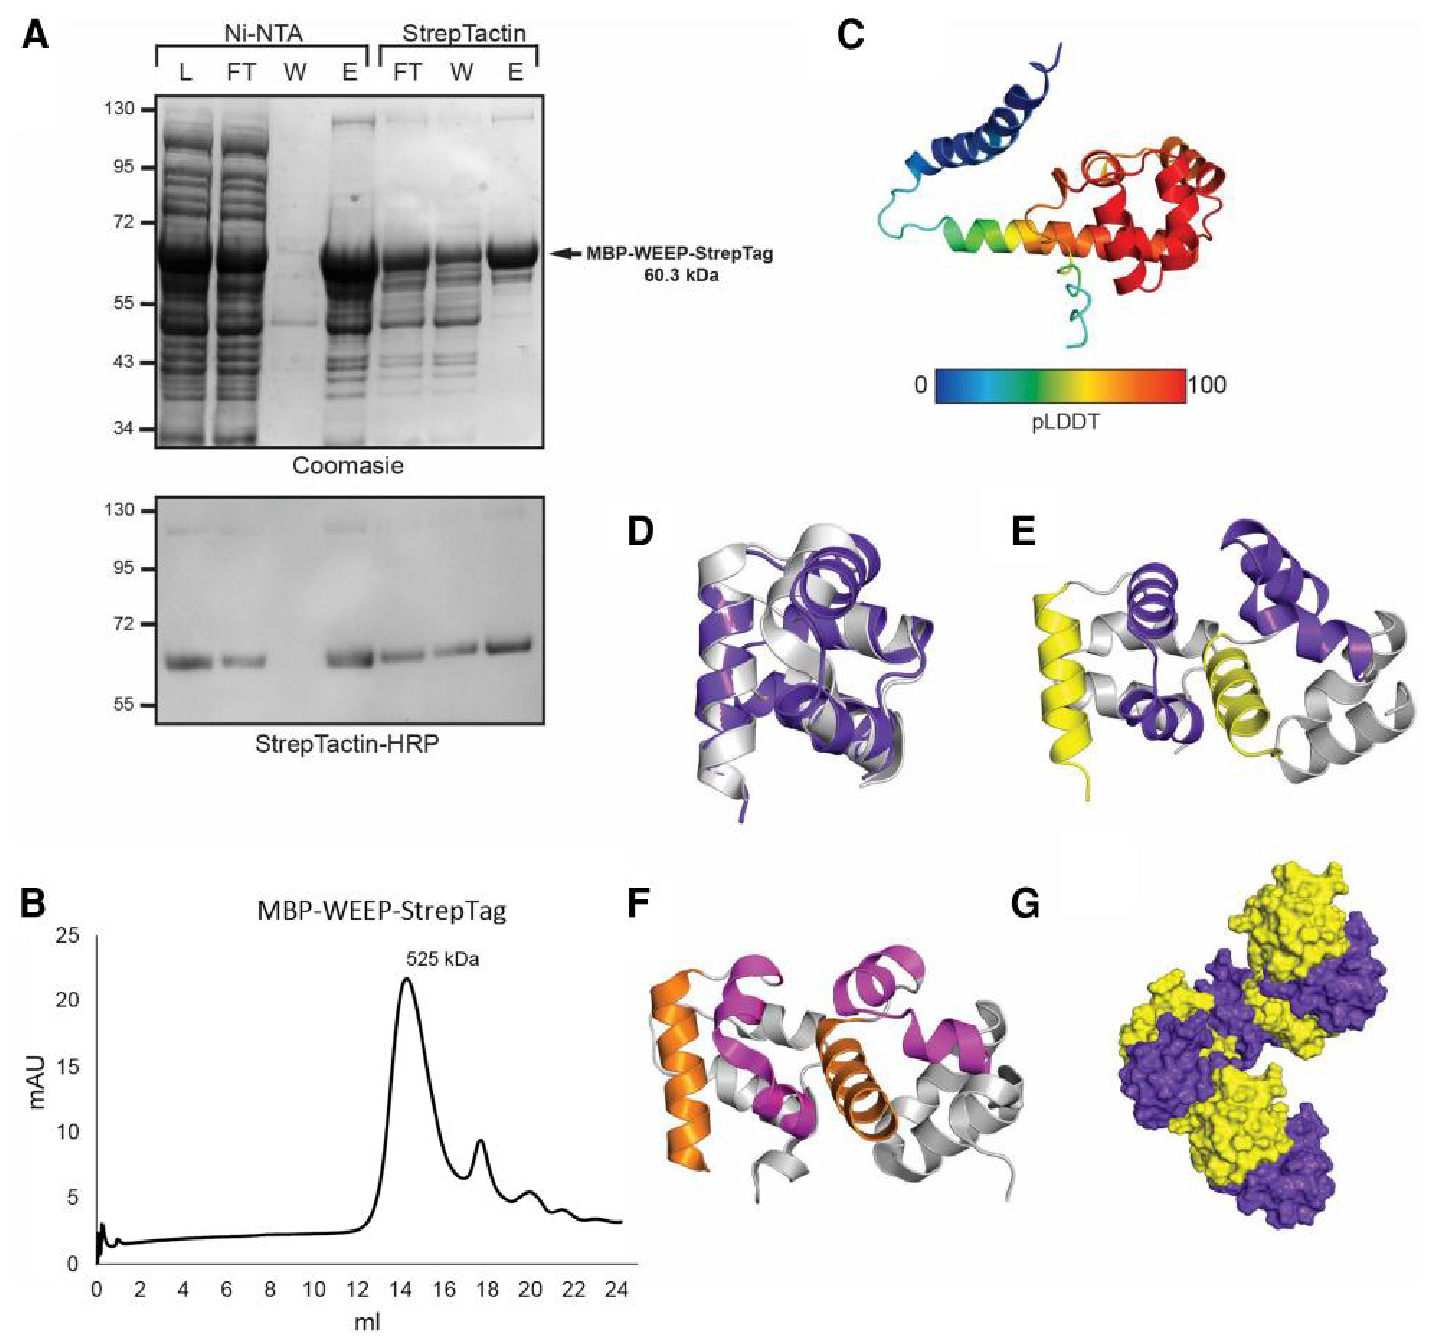 A
Ni-NTA StrepTactin
L FT W E FT W E
130
95
72
55
43
34
MBP-WEEP-StrepTag
60.3 kDa
Coomasie
130
95
72
55
StrepTactin-HRP
C
0 100
pLDDT
D
E
B
MBP-WEEP-StrepTag
525 kDa
mAU
25
20
15
10
5
0
0 2 4 6 8 10 12 14 16 18 20 22 24
ml
F
G